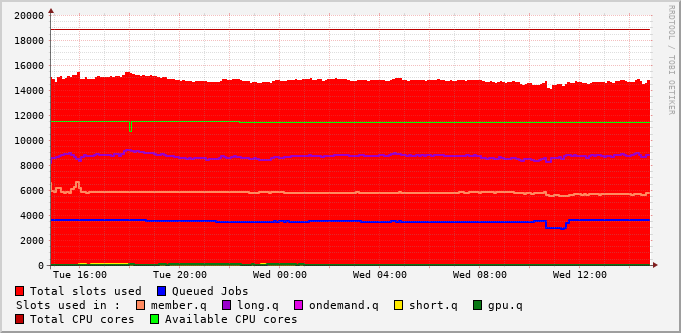 20000
18000
16000
14000
12000
10000
8000
6000
4000
2000
0
Tue 16:00 Tue 20:00 Wed 00:00 Wed 04:00 Wed 08:00 Wed 12:00
Total slots used Queued Jobs
Slots used in : member.q long.q ondemand.q short.q gpu.q
Total CPU cores Available CPU cores
RRDTOOL / TOBI OETIKER